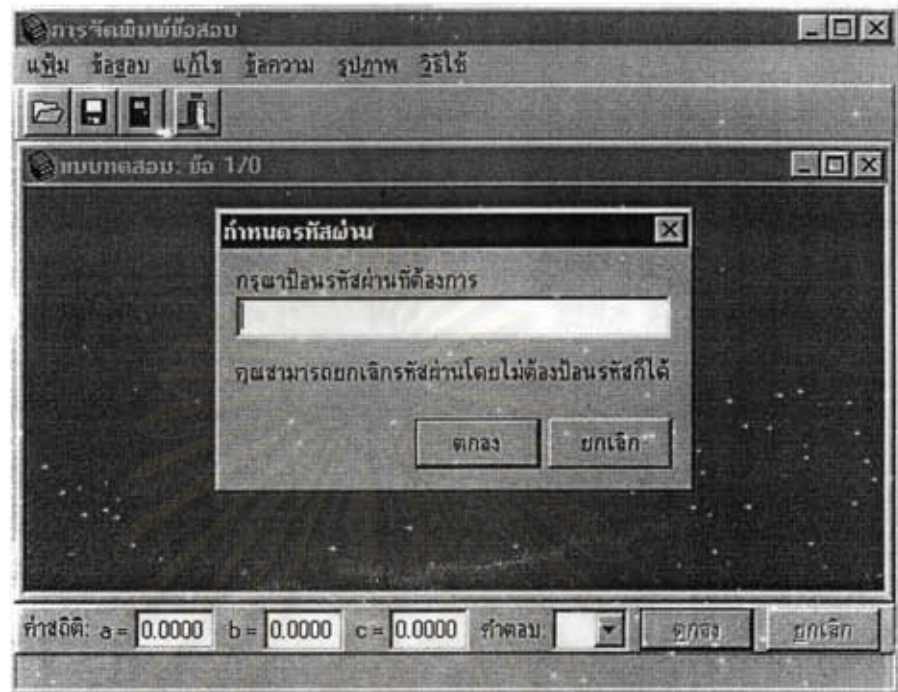 การจัดพิมพ์ข้อสอบ
แฟ้ม ข้อสอบ แก้ไข ข้อความ รูปภาพ วิธีใช้
แบบทดสอบ: ข้อ 1/0
กำหนดรหัสผ่าน
กรุณาป้อนรหัสผ่านที่ต้องการ
คุณสามารถยกเลิกรหัสผ่านโดยไม่ต้องป้อนรหัสก็ได้
ตกลง ยกเลิก
ค่าสถิติ: a = 0.0000 b = 0.0000 c = 0.0000 คำตอบ: ตกลง ยกเลิก